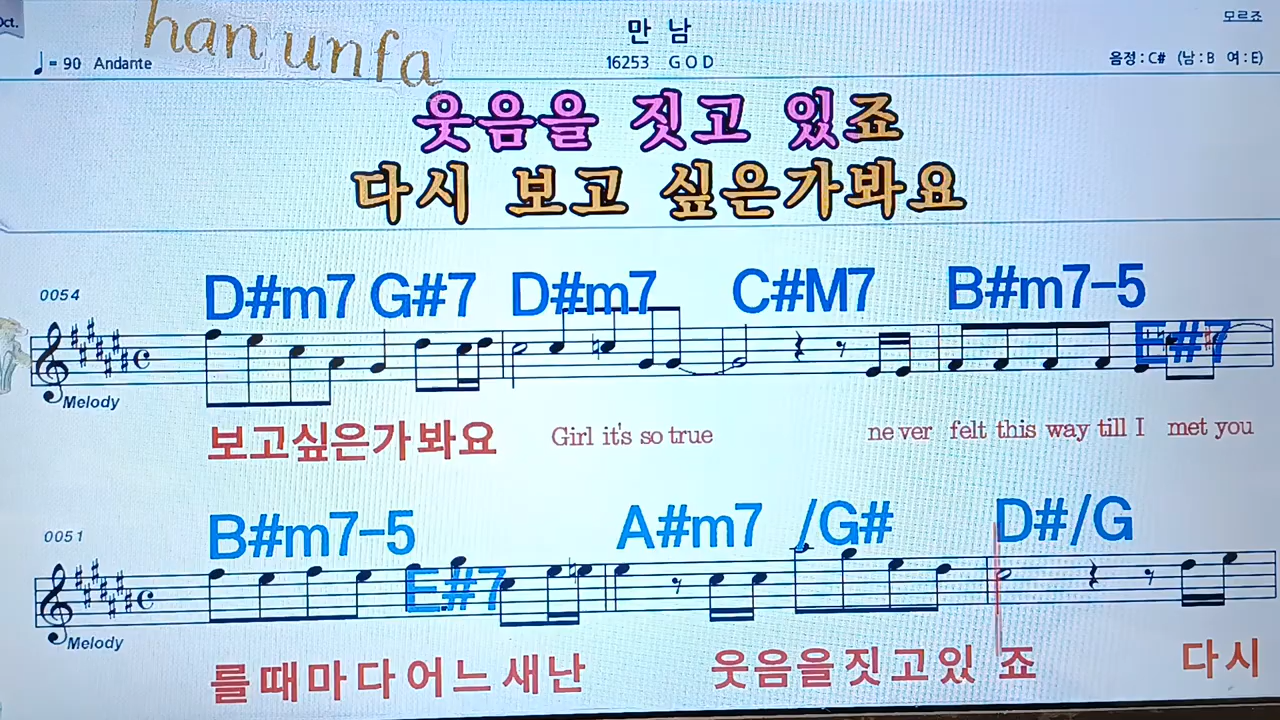 Oct.
han unfa
만 남
모르죠
♩= 90 Andante
16253 G O D
음정 : C# (남 : B 여 : E)
웃음을 짓고 있죠
다시 보고 싶은가봐요
0054
D#m7 G#7 D#m7 C#M7 B#m7-5 E#7
Melody
보고싶은가봐요 Girl it's so true never felt this way till I met you
0051
B#m7-5 E#7 A#m7 /G# D#/G
Melody
를때마다어느새난 웃음을짓고있죠 다시